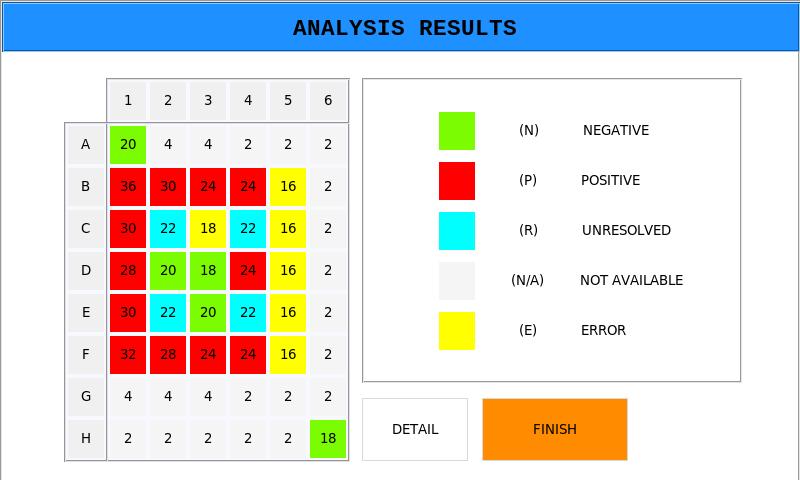 ANALYSIS RESULTS
1 2 3 4 5 6
A 20 4 4 2 2 2
B 36 30 24 24 16 2
C 30 22 18 22 16 2
D 28 20 18 24 16 2
E 30 22 20 22 16 2
F 32 28 24 24 16 2
G 4 4 4 2 2 2
H 2 2 2 2 2 18
(N) NEGATIVE
(P) POSITIVE
(R) UNRESOLVED
(N/A) NOT AVAILABLE
(E) ERROR
DETAIL FINISH